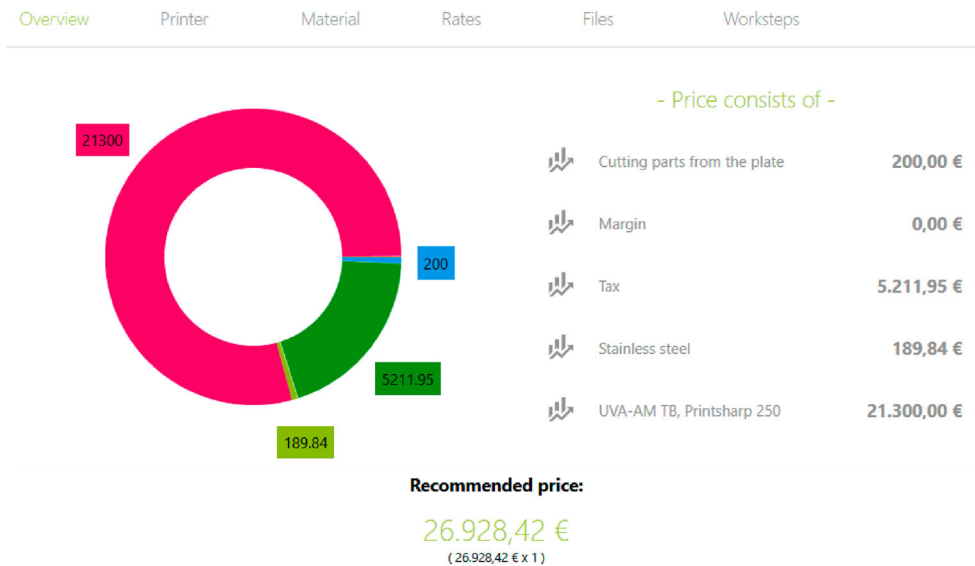 Overview Printer Material Rates Files Worksteps
- Price consists of -
21300
200
5211.95
189.84
Cutting parts from the plate 200,00 €
Margin 0,00 €
Tax 5.211,95 €
Stainless steel 189,84 €
UVA-AM TB, Printsharp 250 21.300,00 €
Recommended price:
26.928,42 €
( 26.928,42 € x 1 )